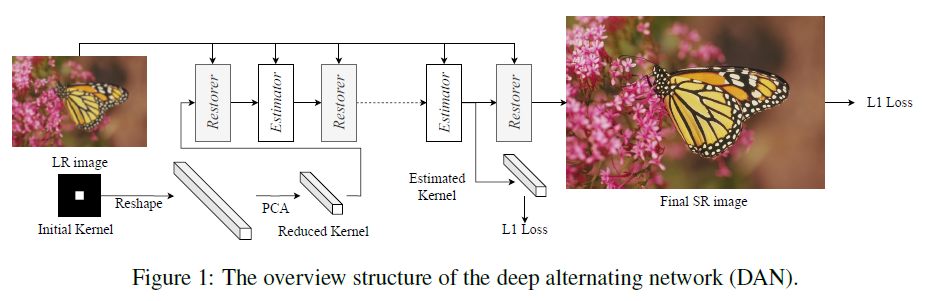 Restorer
Estimator
Restorer
Estimator
Restorer
L1 Loss
LR image
Reshape
PCA
Estimated
Kernel
Final SR image
Initial Kernel
Reduced Kernel
L1 Loss
Figure 1: The overview structure of the deep alternating network (DAN).